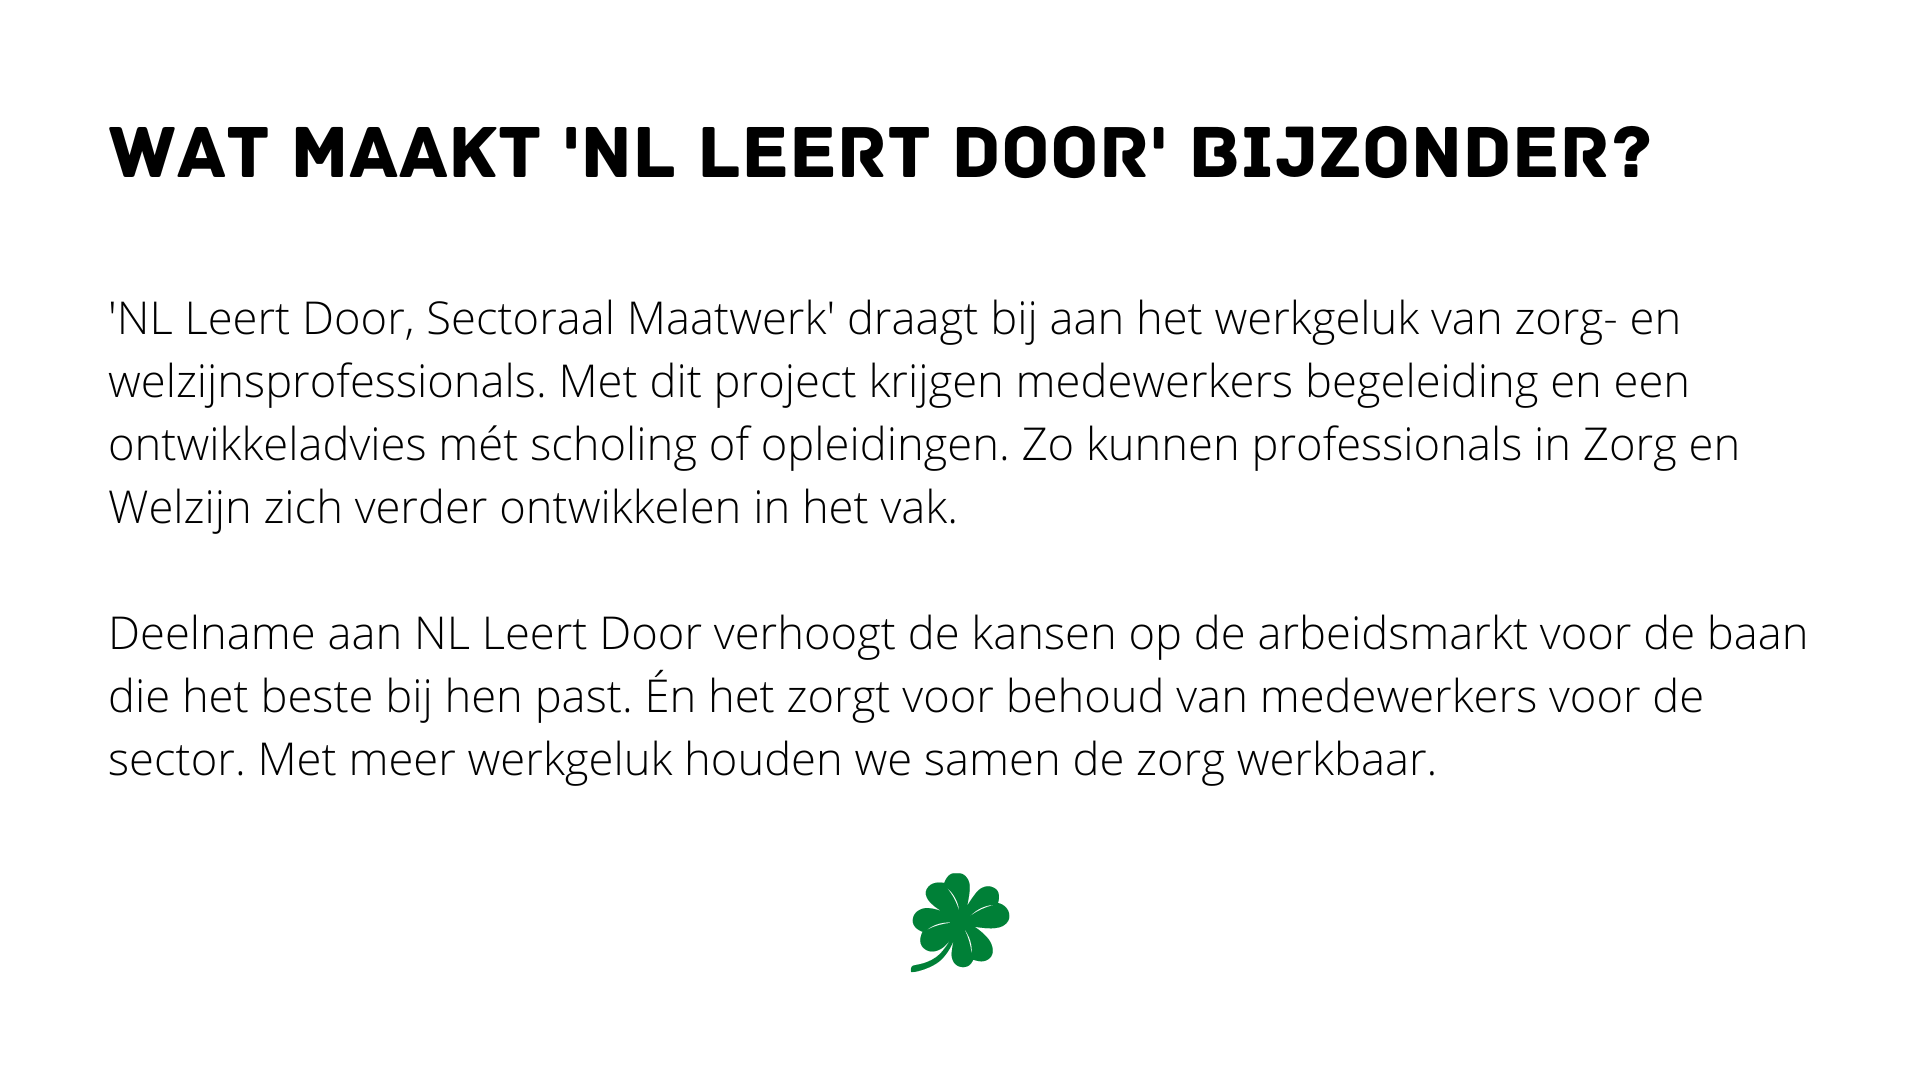 WAT MAAKT 'NL LEERT DOOR' BIJZONDER?
'NL Leert Door, Sectoraal Maatwerk' draagt bij aan het werkgeluk van zorg- en
welzijnsprofessionals. Met dit project krijgen medewerkers begeleiding en een
ontwikkeladvies mét scholing of opleidingen. Zo kunnen professionals in Zorg en
Welzijn zich verder ontwikkelen in het vak.
Deelname aan NL Leert Door verhoogt de kansen op de arbeidsmarkt voor de baan
die het beste bij hen past. Én het zorgt voor behoud van medewerkers voor de
sector. Met meer werkgeluk houden we samen de zorg werkbaar.